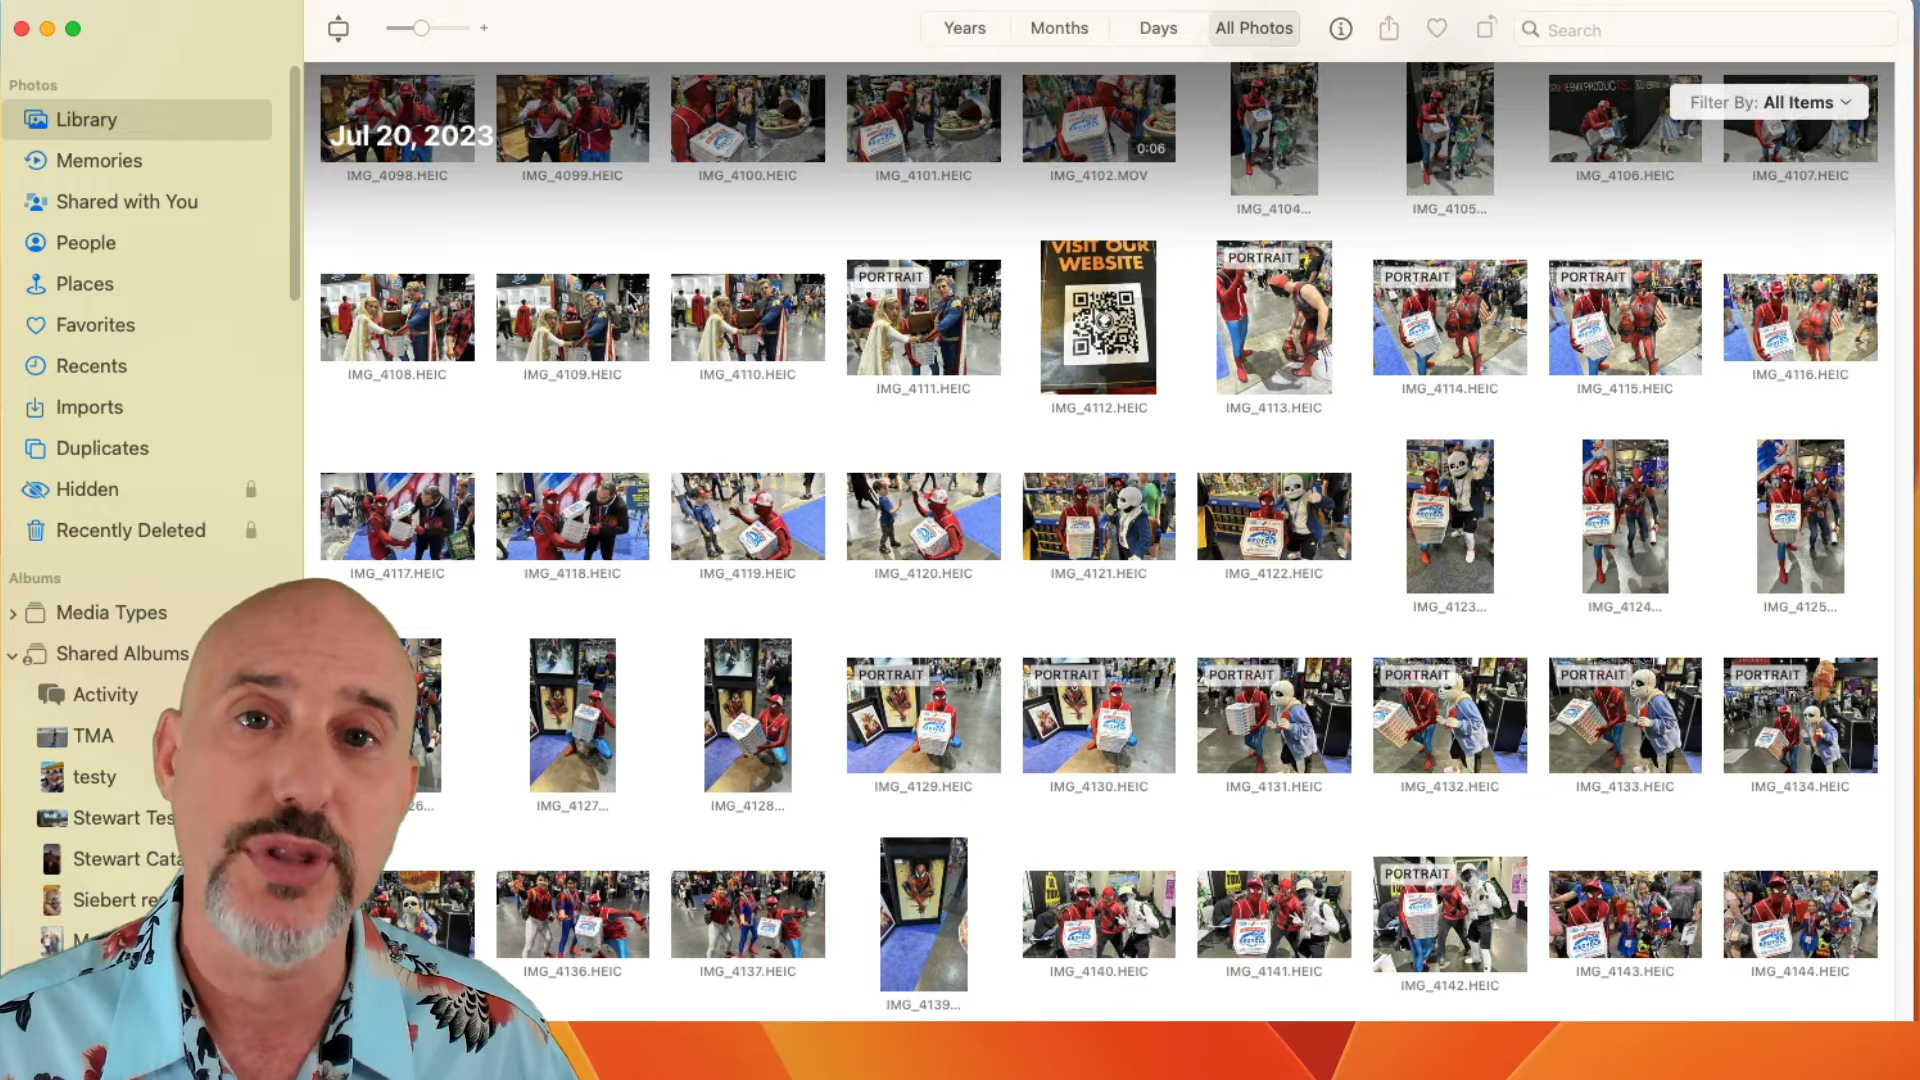 Years Months Days All Photos Search
Photos
Library
Memories
Shared with You
People
Places
Favorites
Recents
Imports
Duplicates
Hidden
Recently Deleted
Albums
Media Types
Shared Albums
Activity
TMA
testy
Stewart Tes
Stewart Cata
Siebert re
Jul 20, 2023
Filter By: All Items
0:06
IMG_4098.HEIC IMG_4099.HEIC IMG_4100.HEIC IMG_4101.HEIC IMG_4102.MOV IMG_4104... IMG_4105... IMG_4106.HEIC IMG_4107.HEIC
VISIT OUR
WEBSITE
PORTRAIT PORTRAIT PORTRAIT PORTRAIT
IMG_4108.HEIC IMG_4109.HEIC IMG_4110.HEIC IMG_4111.HEIC IMG_4112.HEIC IMG_4113.HEIC IMG_4114.HEIC IMG_4115.HEIC IMG_4116.HEIC
IMG_4117.HEIC IMG_4118.HEIC IMG_4119.HEIC IMG_4120.HEIC IMG_4121.HEIC IMG_4122.HEIC IMG_4123... IMG_4124... IMG_4125...
PORTRAIT PORTRAIT PORTRAIT PORTRAIT PORTRAIT PORTRAIT
26... IMG_4127... IMG_4128... IMG_4129.HEIC IMG_4130.HEIC IMG_4131.HEIC IMG_4132.HEIC IMG_4133.HEIC IMG_4134.HEIC
PORTRAIT
IMG_4136.HEIC IMG_4137.HEIC IMG_4139... IMG_4140.HEIC IMG_4141.HEIC IMG_4142.HEIC IMG_4143.HEIC IMG_4144.HEIC